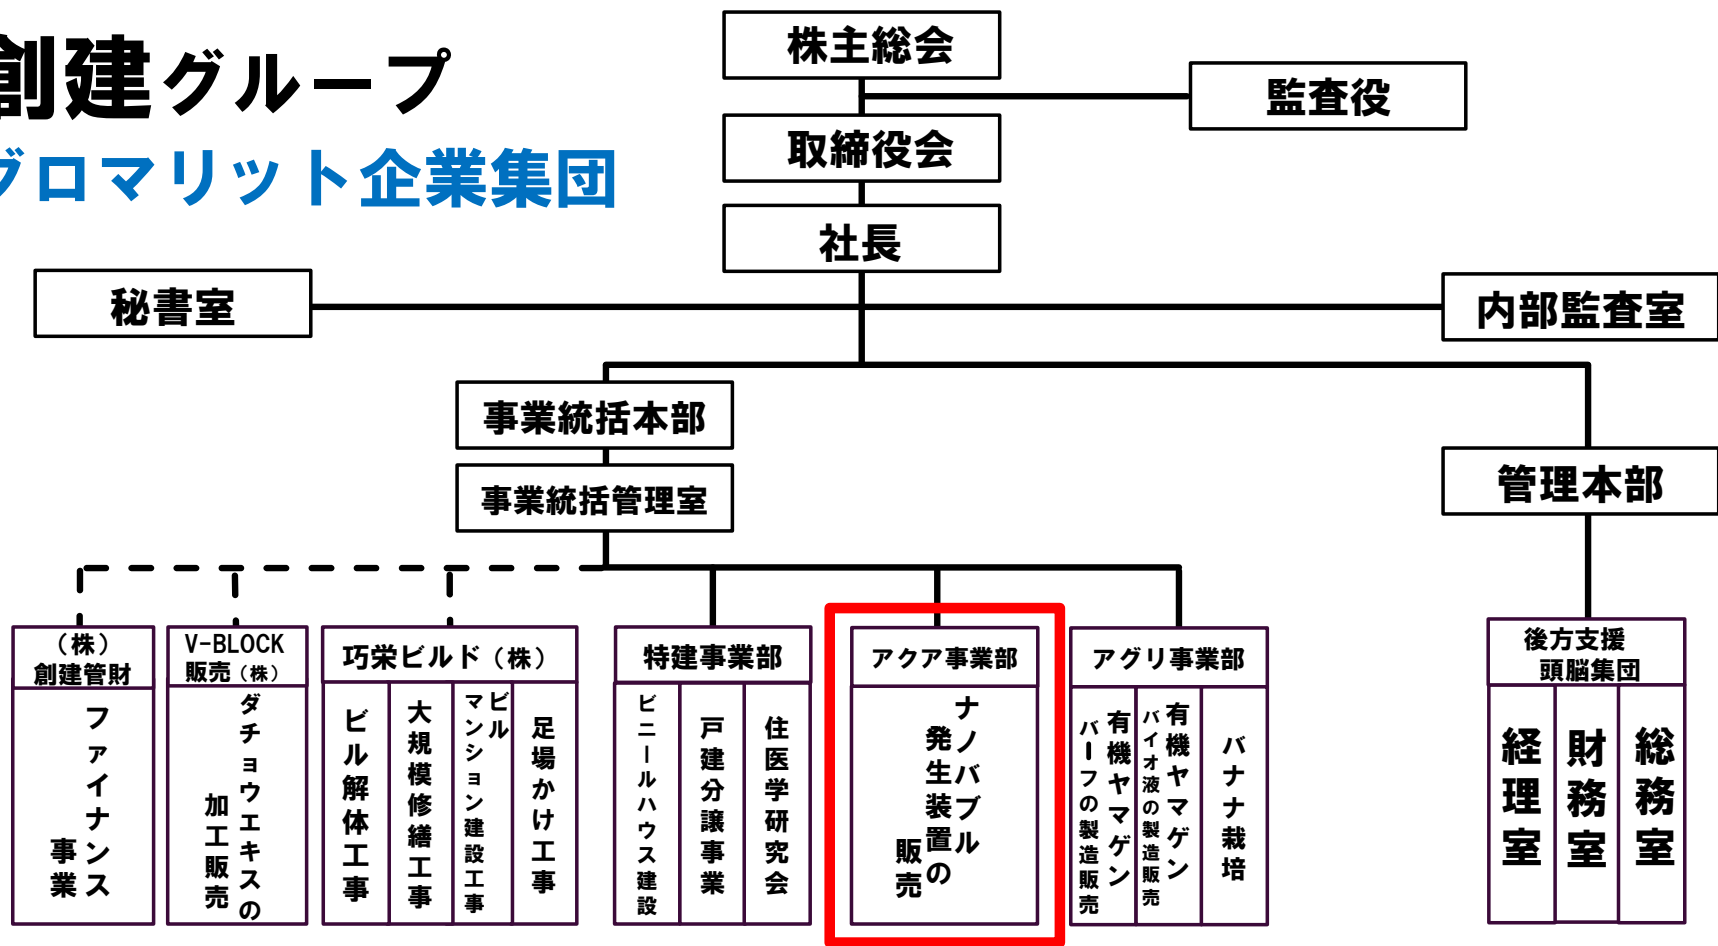 創建グループ
グロマリット企業集団
株主総会
監査役
取締役会
社長
秘書室
内部監査室
事業統括本部
事業統括管理室
管理本部
（株）
創建管財
ファイナンス
事業
V-BLOCK
販売（株）
ダチョウエキスの
加工販売
巧栄ビルド（株）
ビル解体工事
大規模修繕工事
ビル
マンション建設工事
足場かけ工事
特建事業部
ビニールハウス建設
戸建分譲事業
住医学研究会
アクア事業部
ナノバブル
発生装置の
販売
アグリ事業部
有機ヤマゲン
バーフの製造販売
有機ヤマゲン
バイオ液の製造販売
バナナ栽培
後方支援
頭脳集団
経理室
財務室
総務室